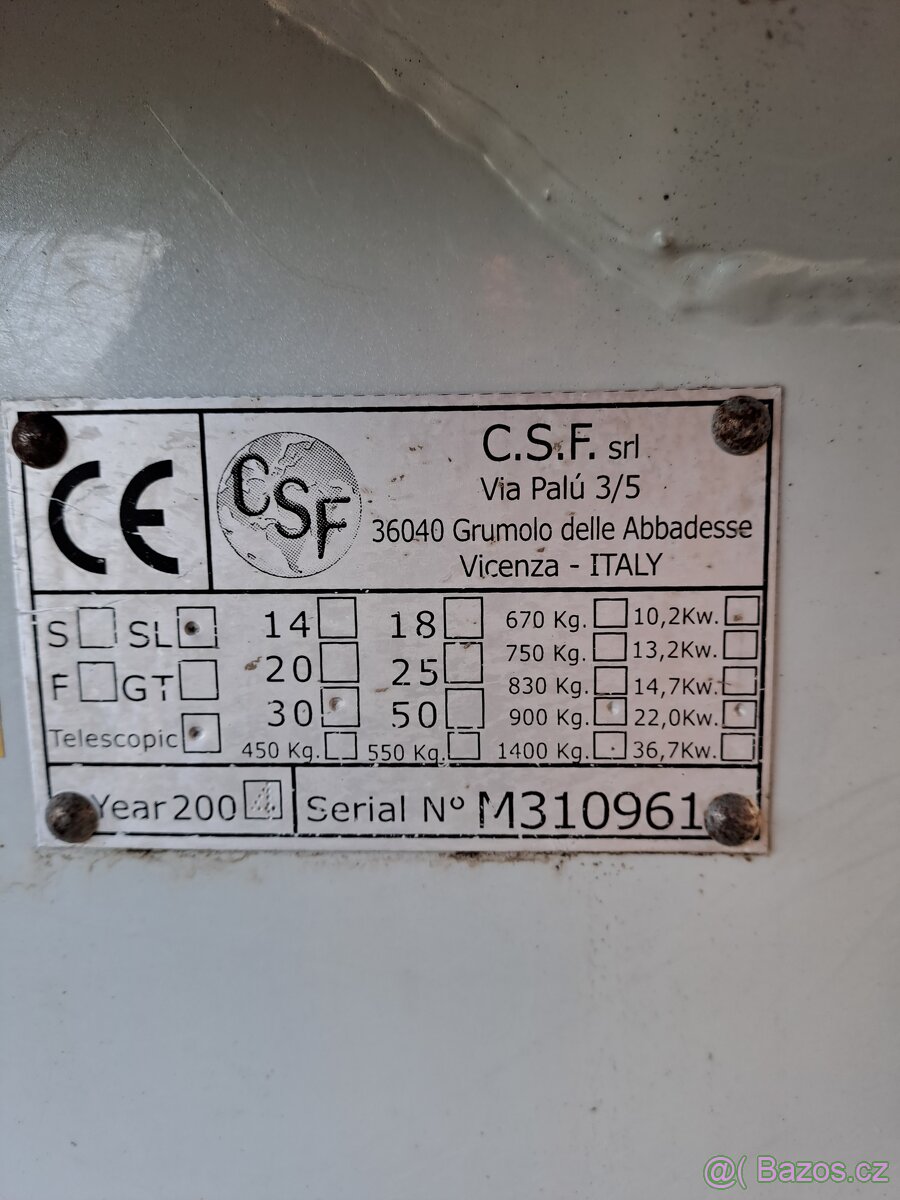 CE
CSF
C.S.F. srl
Via Palú 3/5
36040 Grumolo delle Abbadesse
Vicenza - ITALY
S SL 14 18 670 Kg. 10,2Kw.
750 Kg. 13,2Kw.
F GT 20 25 830 Kg. 14,7Kw.
30 50 900 Kg. 22,0Kw.
Telescopic 450 Kg. 550 Kg. 1400 Kg. 36,7Kw.
Year 200 4 Serial N° M310961
@( Bazos.cz